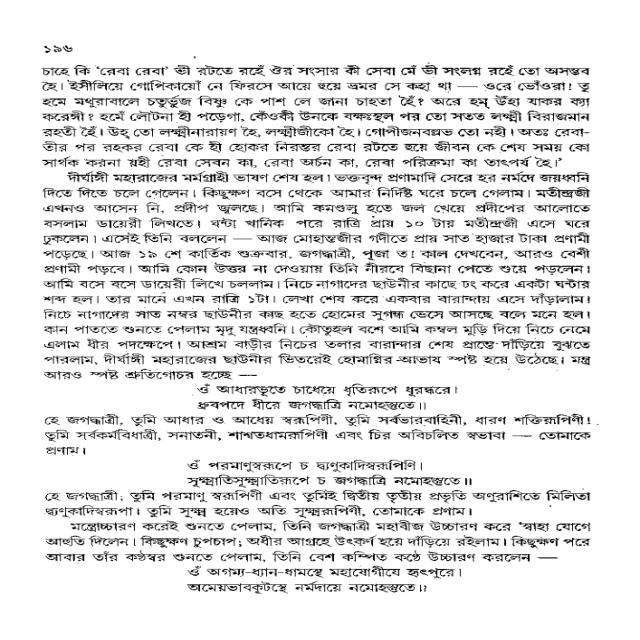 ১৯৬
চাহে কি 'রেবা রেবা' ভী রটতে রহেঁ ঔর সংসার কী সেবা মেঁ ভী সংলগ্ন রহেঁ তো অসম্ভব
হৈ। ইসীলিয়ে গোপিকায়োঁ নে ফিরসে আয়ে হুয়ে ভ্রমর সে কহা থা — ওরে ভোঁওরা! তু
হমে মথুরাবালে চতুর্ভুজ বিষ্ণু কে পাশ লে জানা চাহতা হৈঁ? অরে হম্ উঁহা যাকর ক্যা
করেঙ্গী? হমেঁ লৌটনা হী পড়েগা, কেঁওকী উনকে বক্ষঃস্থল পর তো সতত লক্ষ্মী বিরাজমান
রহতী হৈঁ। উহ্ তো লক্ষ্মীনারায়ণ হৈ, লক্ষ্মীজীকো হৈ। গোপীজনবল্লভ তো নহী। অতঃ রেবা-
তীর পর রহকর রেবা কে হী হোকর নিরন্তর রেবা রটতে হুয়ে জীবন কে শেষ সময় কো
সার্থক করনা য়হী রেবা সেবন কা, রেবা অর্চন কা, রেবা পরিক্রমা কা তাৎপর্য হৈ।'
দীর্ঘাঙ্গী মহারাজের মর্মগ্রাহী ভাষণ শেষ হল। ভক্তবৃন্দ প্রণামাদি সেরে হর নর্মদে জয়ধ্বনি
দিতে দিতে চলে গেলেন। কিছুক্ষণ বসে থেকে আমার নির্দিষ্ট ঘরে চলে গেলাম। মতীন্দ্রজী
এখনও আসেন নি, প্রদীপ জ্বলছে। আমি কমণ্ডলু হতে জল খেয়ে প্রদীপের আলোতে
বসলাম ডায়েরী লিখতে। ঘন্টা খানিক পরে রাত্রি প্রায় ১০ টার মতীন্দ্রজী এসে ঘরে
ঢুকলেন। এসেই তিনি বললেন — আজ মোহান্তজীর গদীতে প্রায় সাত হাজার টাকা প্রণামী
পড়েছে। আজ ১৯ শে কার্তিক শুক্রবার, জগদ্ধাত্রী, পূজা ত! কাল দেখবেন, আরও বেশী
প্রণামী পড়বে। আমি কোন উত্তর না দেওয়ায় তিনি নীরবে বিছানা পেতে শুয়ে পড়লেন।
আমি বসে বসে ডায়েরী লিখে চললাম। নিচে নাগাদের ছাউনীর কাছে ঢং করে একটা ঘন্টার
শব্দ হল। তার মানে এখন রাত্রি ১টা। লেখা শেষ করে একবার বারান্দায় এসে দাঁড়ালাম।
নিচে নাগাদের সাত নম্বর ছাউনীর কাছ হতে হোমের সুগন্ধ ভেসে আসছে বলে মনে হল।
কান পাততে শুনতে পেলাম মৃদু যন্ত্রধ্বনি। কৌতূহল বশে আমি কম্বল মুড়ি দিয়ে নিচে নেমে
এলাম ধীর পদক্ষেপে। আশ্রম বাড়ীর নিচের তলার বারান্দার শেষ প্রান্তে দাঁড়িয়ে বুঝতে
পারলাম, দীর্ঘাঙ্গী মহারাজের ছাউনীর ভিতরেই হোমাগ্নির আভায স্পষ্ট হয়ে উঠেছে। মন্ত্র
আরও স্পষ্ট শ্রুতিগোচর হচ্ছে —
ওঁ আধারভূতে চাধেয়ে ধৃতিরূপে ধুরন্ধরে।
ধ্রুবপদে ধীরে জগদ্ধাত্রি নমোহস্তুতে।।
হে জগদ্ধাত্রী, তুমি আধার ও আধেয় স্বরূপিণী, তুমি সর্বভারবাহিনী, ধারণ শক্তিরূপিণী!
তুমি সর্বকর্মবিধাত্রী, সনাতনী, শাশ্বতধামরূপিণী এবং চির অবিচলিত স্বভাবা — তোমাকে
প্রণাম।
ওঁ পরমাণুস্বরূপে চ দ্ব্যণুকাদিস্বরূপিণি।
সূক্ষ্মাতিসূক্ষ্মাতিরূপে চ জগদ্ধাত্রি নমোহস্তুতে।।
হে জগদ্ধাত্রী; তুমি পরমাণু স্বরূপিণী এবং তুমিই দ্বিতীয় তৃতীয় প্রভৃতি অণুরাশিতে মিলিতা
দ্ব্যণুকাদিস্বরূপা। তুমি সূক্ষ্ম হয়েও অতি সূক্ষ্মরূপিণী, তোমাকে প্রণাম।
মন্ত্রোচ্চারণ করেই শুনতে পেলাম, তিনি জগদ্ধাত্রী মহাবীজ উচ্চারণ করে 'স্বাহা যোগে
আহুতি দিলেন। কিছুক্ষণ চুপচাপ; অধীর আগ্রহে উৎকর্ণ হয়ে দাঁড়িয়ে রইলাম। কিছুক্ষণ পরে
আবার তাঁর কণ্ঠস্বর শুনতে পেলাম, তিনি বেশ কম্পিত কণ্ঠে উচ্চারণ করলেন —
ওঁ অগম্য-ধ্যান-ধামস্থে মহাযোগীযে হৃৎপুরে।
অমেয়ভাবকূটস্থে নর্মদায়ে নমোহস্তুতে।।